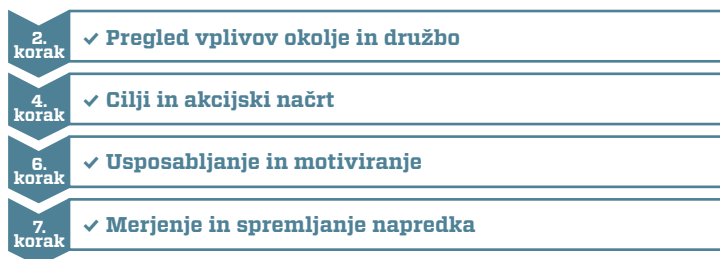 2.
korak
✓ Pregled vplivov okolje in družbo
4.
korak
✓ Cilji in akcijski načrt
6.
korak
✓ Usposabljanje in motiviranje
7.
korak
✓ Merjenje in spremljanje napredka